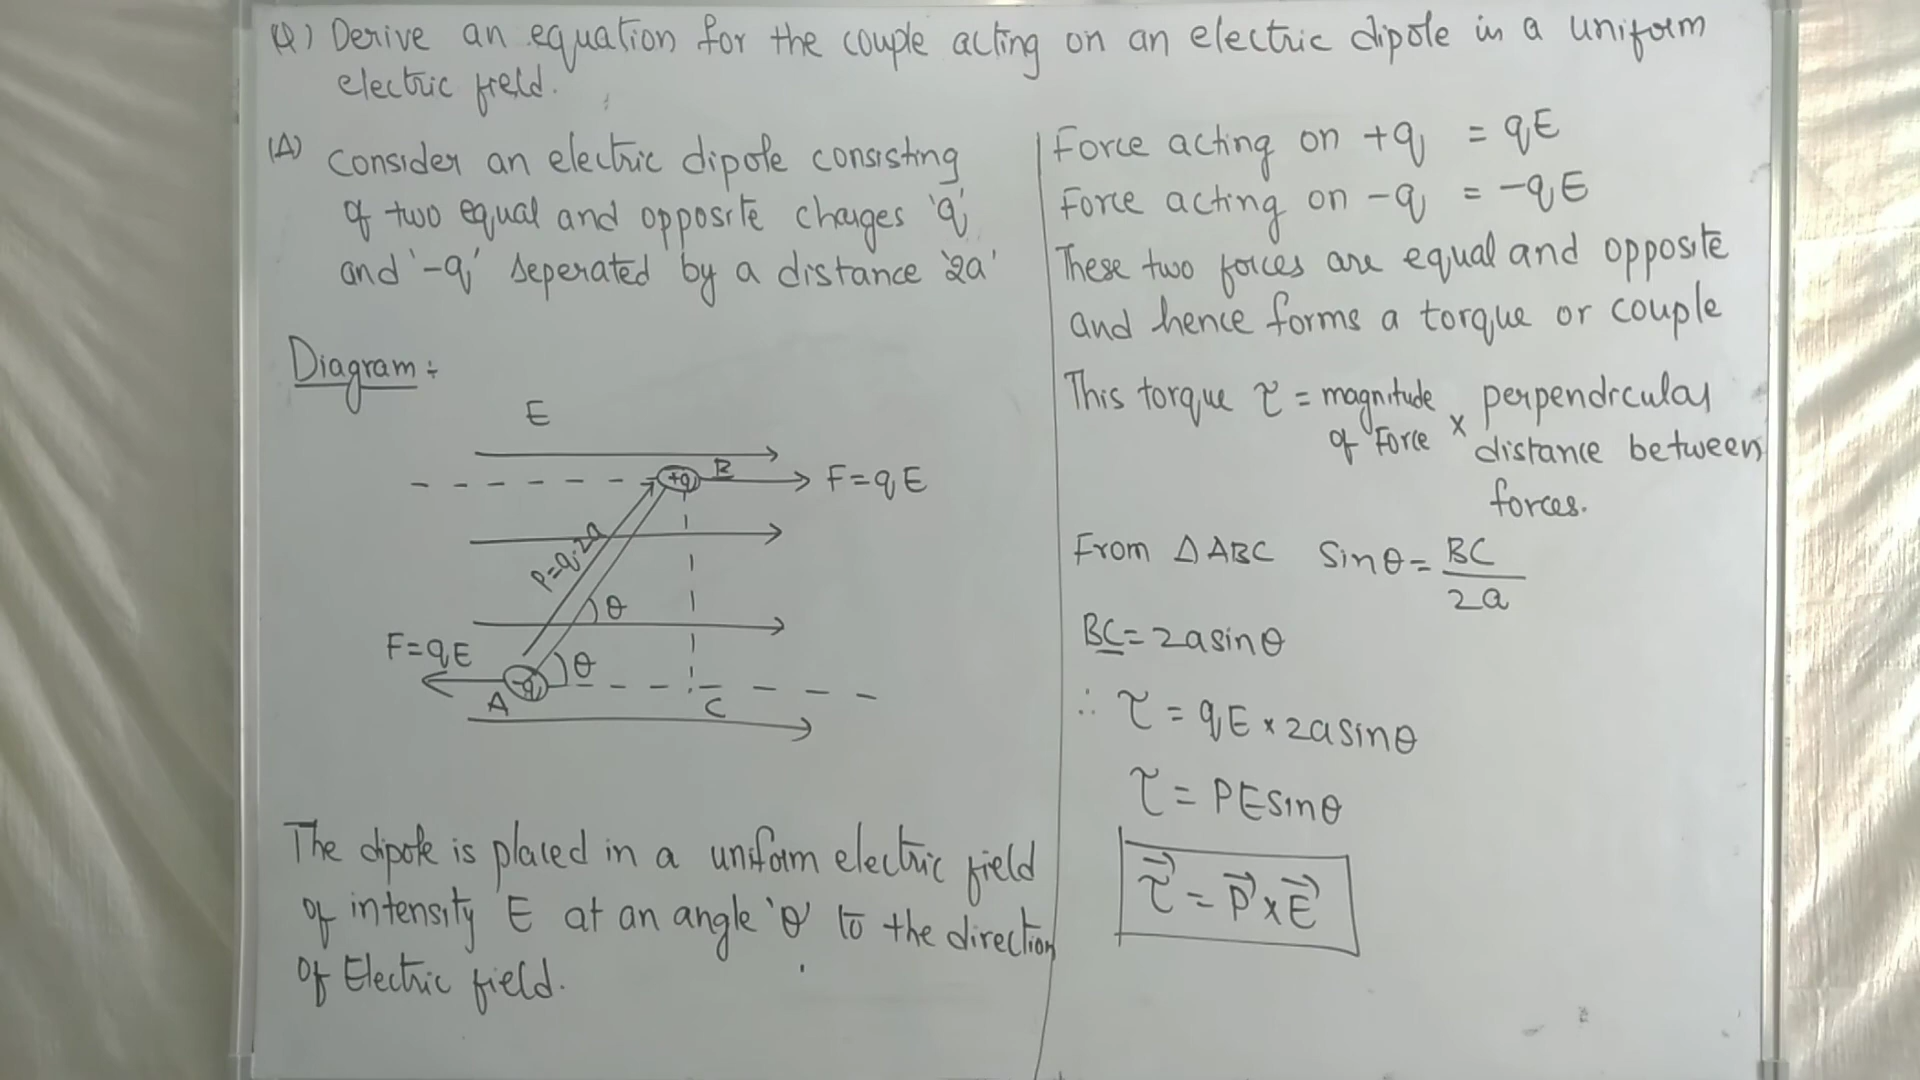 Q) Derive an equation for the couple acting on an electric dipole in a uniform
electric field.
(A) Consider an electric dipole consisting
of two equal and opposite charges 'q'
and '-q' seperated by a distance '2a'
Diagram :
E
+q B F=qE
P=q.2a
θ
F=qE
θ
A -q C
The dipole is placed in a uniform electric field
of intensity E at an angle 'θ' to the direction
of Electric field.
Force acting on +q = qE
Force acting on -q = -qE
These two forces are equal and opposite
and hence forms a torque or couple
This torque τ = magnitude of Force × perpendicular
distance between
forces.
From Δ ABC Sinθ = BC/2a
BC = 2a sinθ
∴ τ = qE × 2a sinθ
τ = PE sinθ
τ⃗ = P⃗ × E⃗